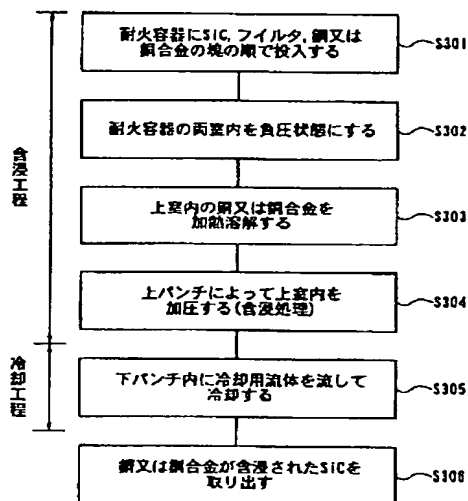 耐火容器にSiC, フィルタ, 銅又は
銅合金の塊の順で投入する
S301
耐火容器の両室内を負圧状態にする
S302
含浸工程
上室内の銅又は銅合金を
加熱溶解する
S303
上パンチによって上室内を
加圧する(含浸処理)
S304
冷却工程
下パンチ内に冷却用流体を流して
冷却する
S305
銅又は銅合金が含浸されたSiCを
取り出す
S306